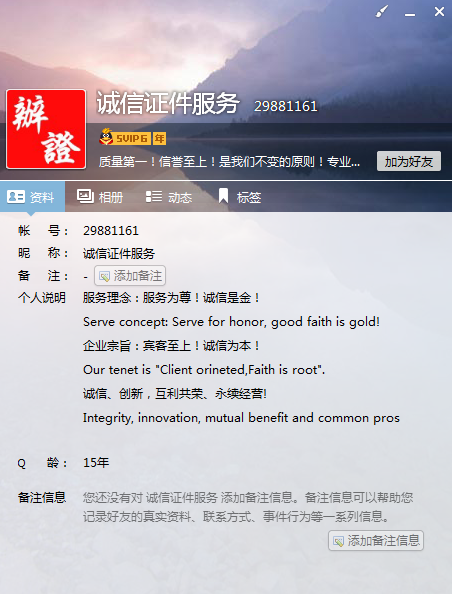 辦
證
诚信证件服务 29881161
SVIP6 年
质量第一！信誉至上！是我们不变的原则！专业... 加为好友
资料 相册 动态 标签
帐 号： 29881161
昵 称： 诚信证件服务
备 注： - 添加备注
个人说明 服务理念：服务为尊！诚信是金！
Serve concept: Serve for honor, good faith is gold!
企业宗旨：宾客至上！诚信为本！
Our tenet is "Client orineted,Faith is root".
诚信、创新，互利共荣、永续经营!
Integrity, innovation, mutual benefit and common pros
Q 龄： 15年
备注信息 您还没有对 诚信证件服务 添加备注信息。备注信息可以帮助您
记录好友的真实资料、联系方式、事件行为等一系列信息。
添加备注信息